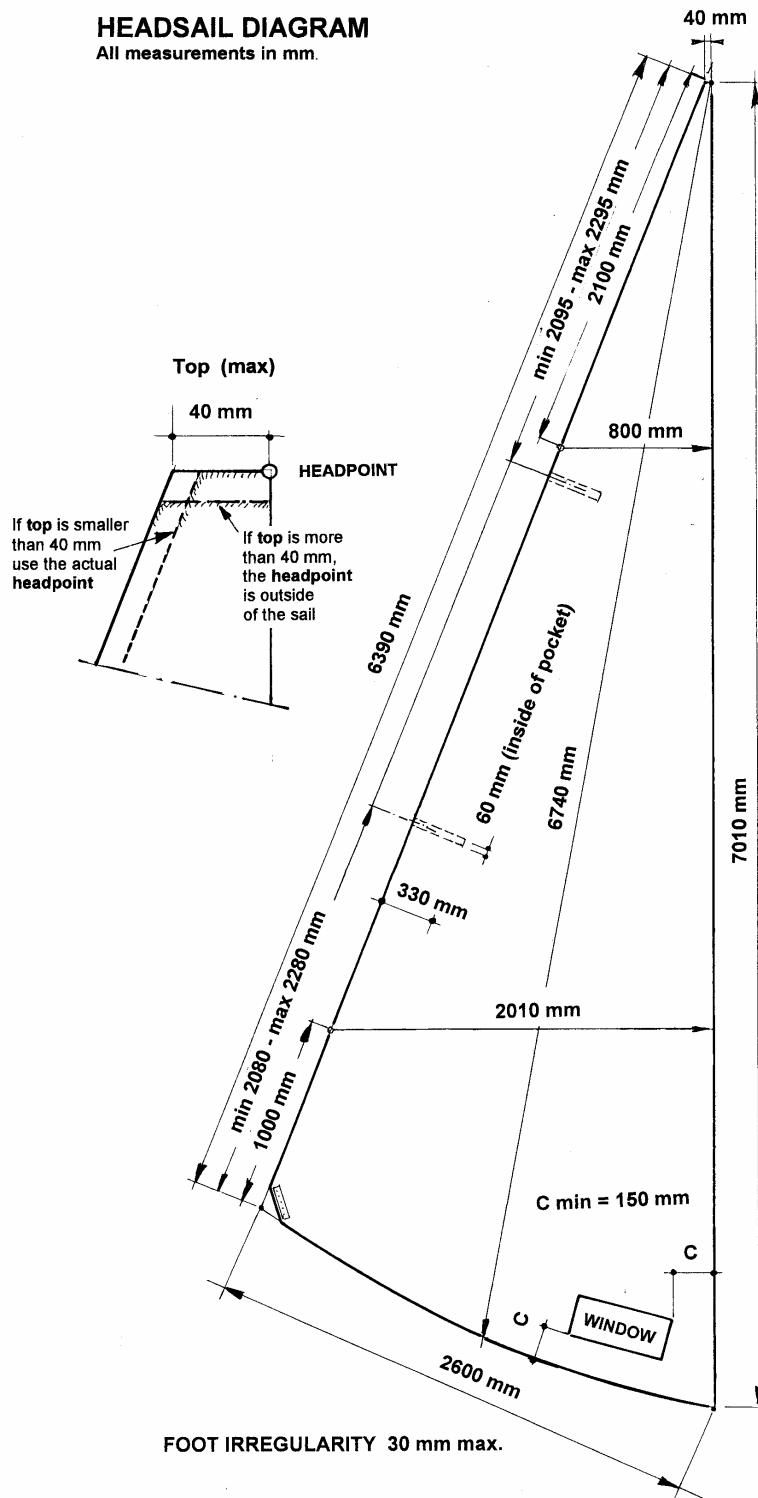 HEADSAIL DIAGRAM
All measurements in mm.
40 mm
min 2095 - max 2295 mm
2100 mm
Top (max)
40 mm
HEADPOINT
If top is smaller
than 40 mm
use the actual
headpoint
If top is more
than 40 mm,
the headpoint
is outside
of the sail
800 mm
6390 mm
60 mm (inside of pocket)
6740 mm
7010 mm
330 mm
min 2080 - max 2280 mm
1000 mm
2010 mm
C min = 150 mm
C
C
WINDOW
2600 mm
FOOT IRREGULARITY 30 mm max.